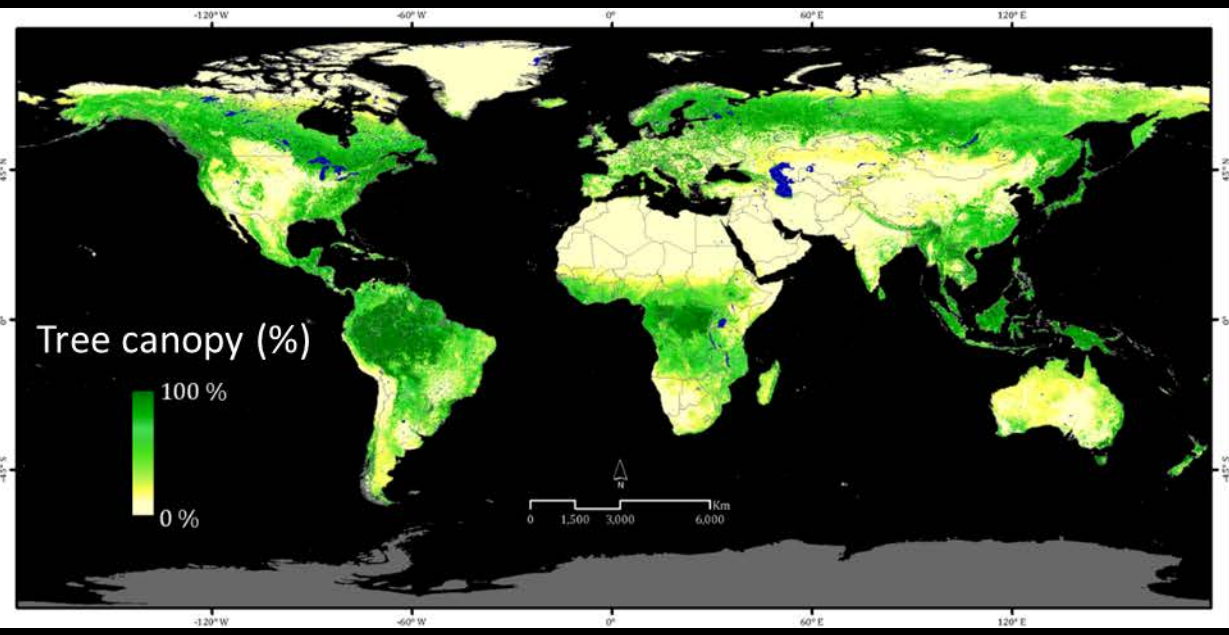 -120° W -60° W 0° 60° E 120° E
45° N 45° N
0° 0°
Tree canopy (%)
100 %
0 %
-45° S -45° S
N
Km
0 1,500 3,000 6,000
-120° W -60° W 0° 60° E 120° E